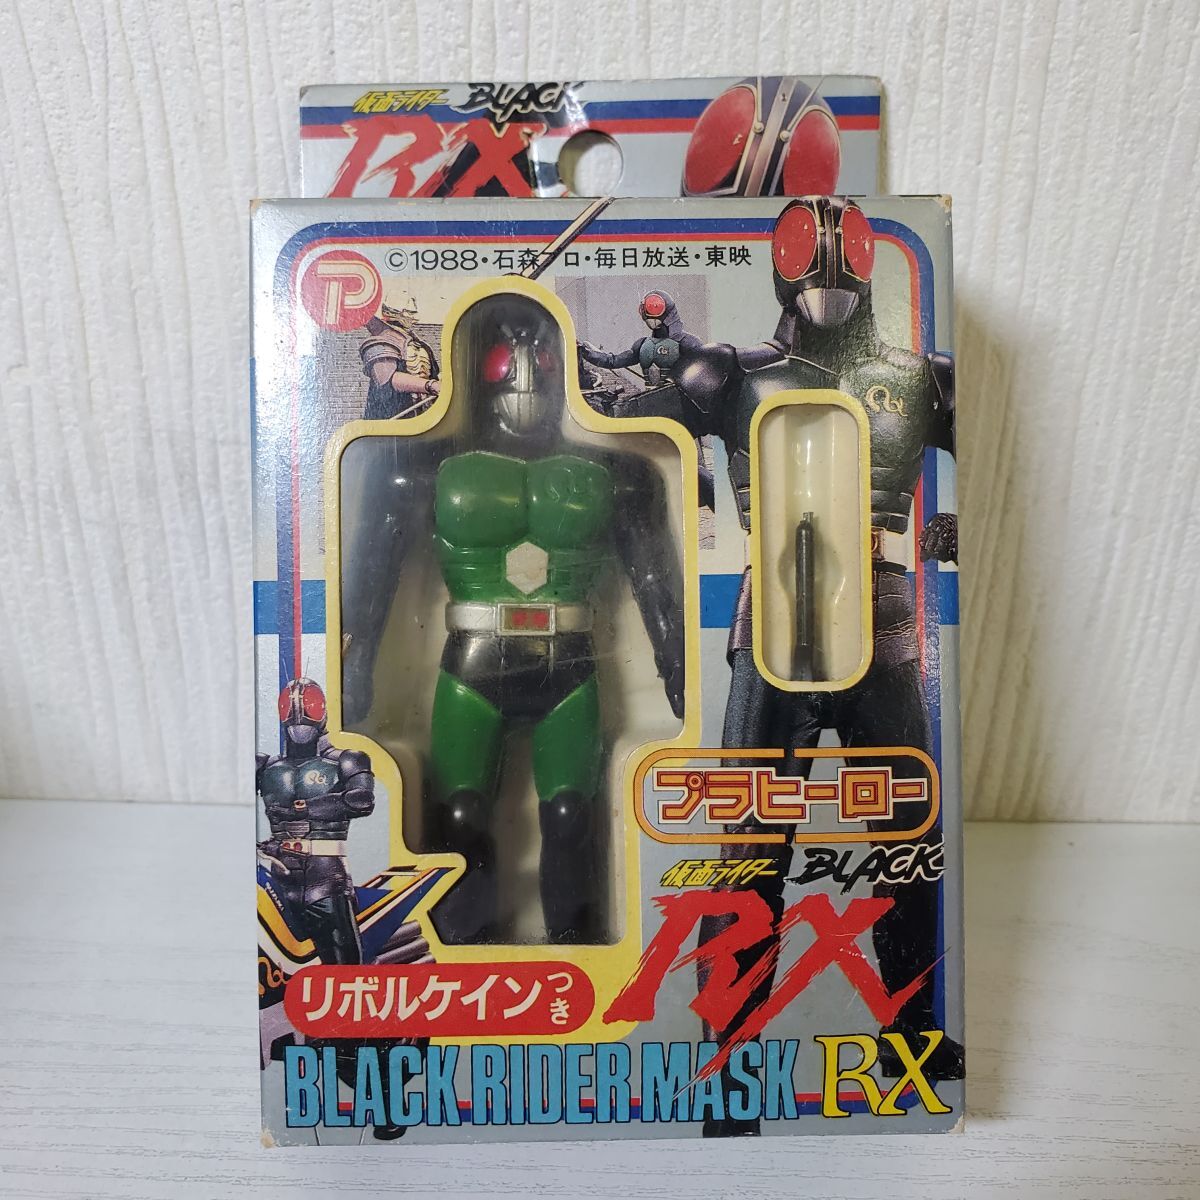 仮面ライダー BLACK
RX
P
©1988・石森プロ・毎日放送・東映
プラヒーロー
仮面ライダー BLACK
RX
リボルケインつき
BLACK RIDER MASK RX